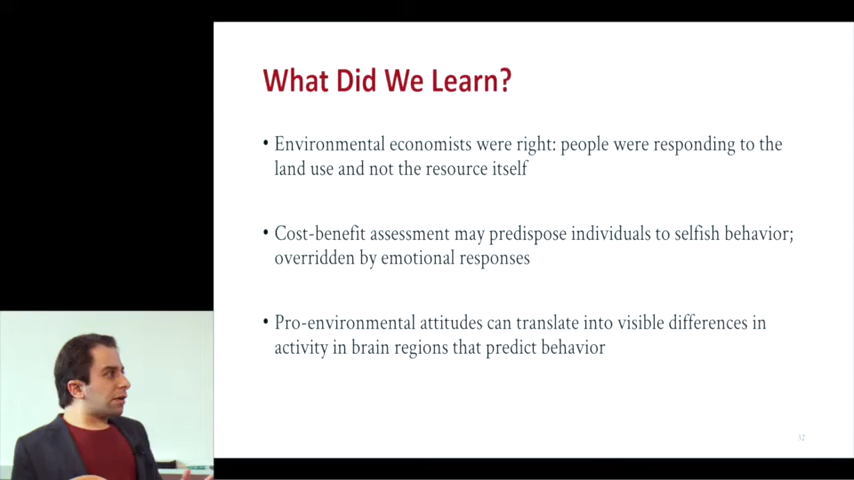 What Did We Learn?
• Environmental economists were right: people were responding to the
land use and not the resource itself
• Cost-benefit assessment may predispose individuals to selfish behavior;
overridden by emotional responses
• Pro-environmental attitudes can translate into visible differences in
activity in brain regions that predict behavior
32